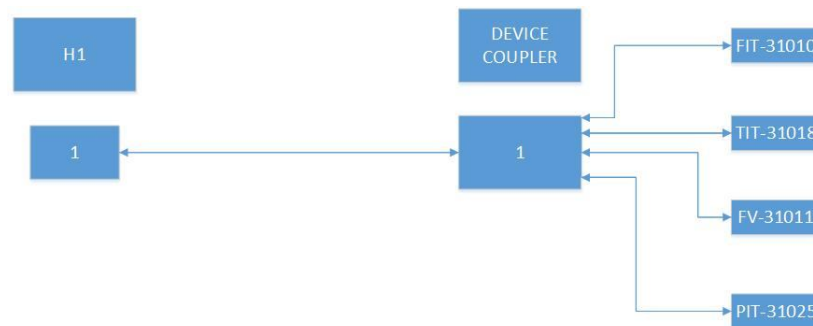 H1
DEVICE
COUPLER
FIT-31010
1
1
TIT-31018
FV-31011
PIT-31025